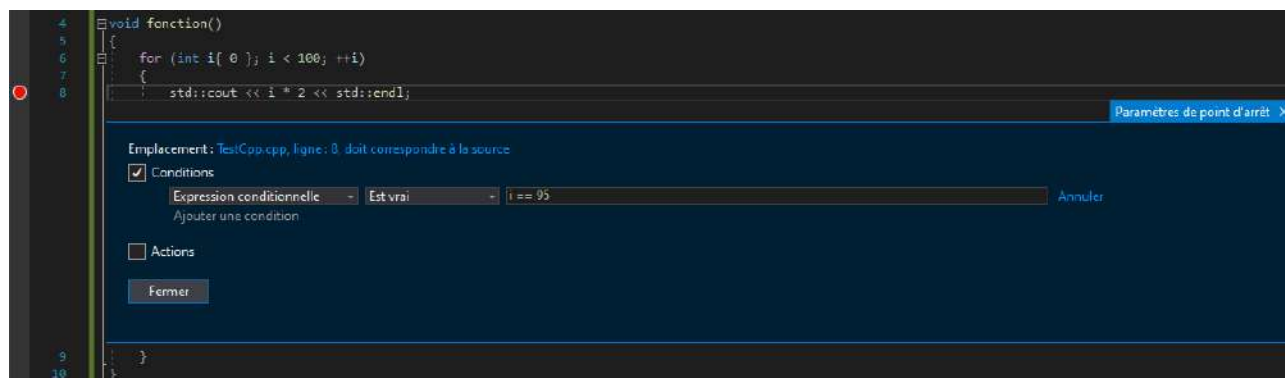 4 void fonction()
5 {
6 for (int i{ 0 }; i < 100; ++i)
7 {
8 std::cout << i * 2 << std::endl;
Paramètres de point d'arrêt ×
Emplacement : TestCpp.cpp, ligne : 8, doit correspondre à la source
Conditions
Expression conditionnelle Est vrai i == 95 Annuler
Ajouter une condition
Actions
Fermer
9 }
10 }